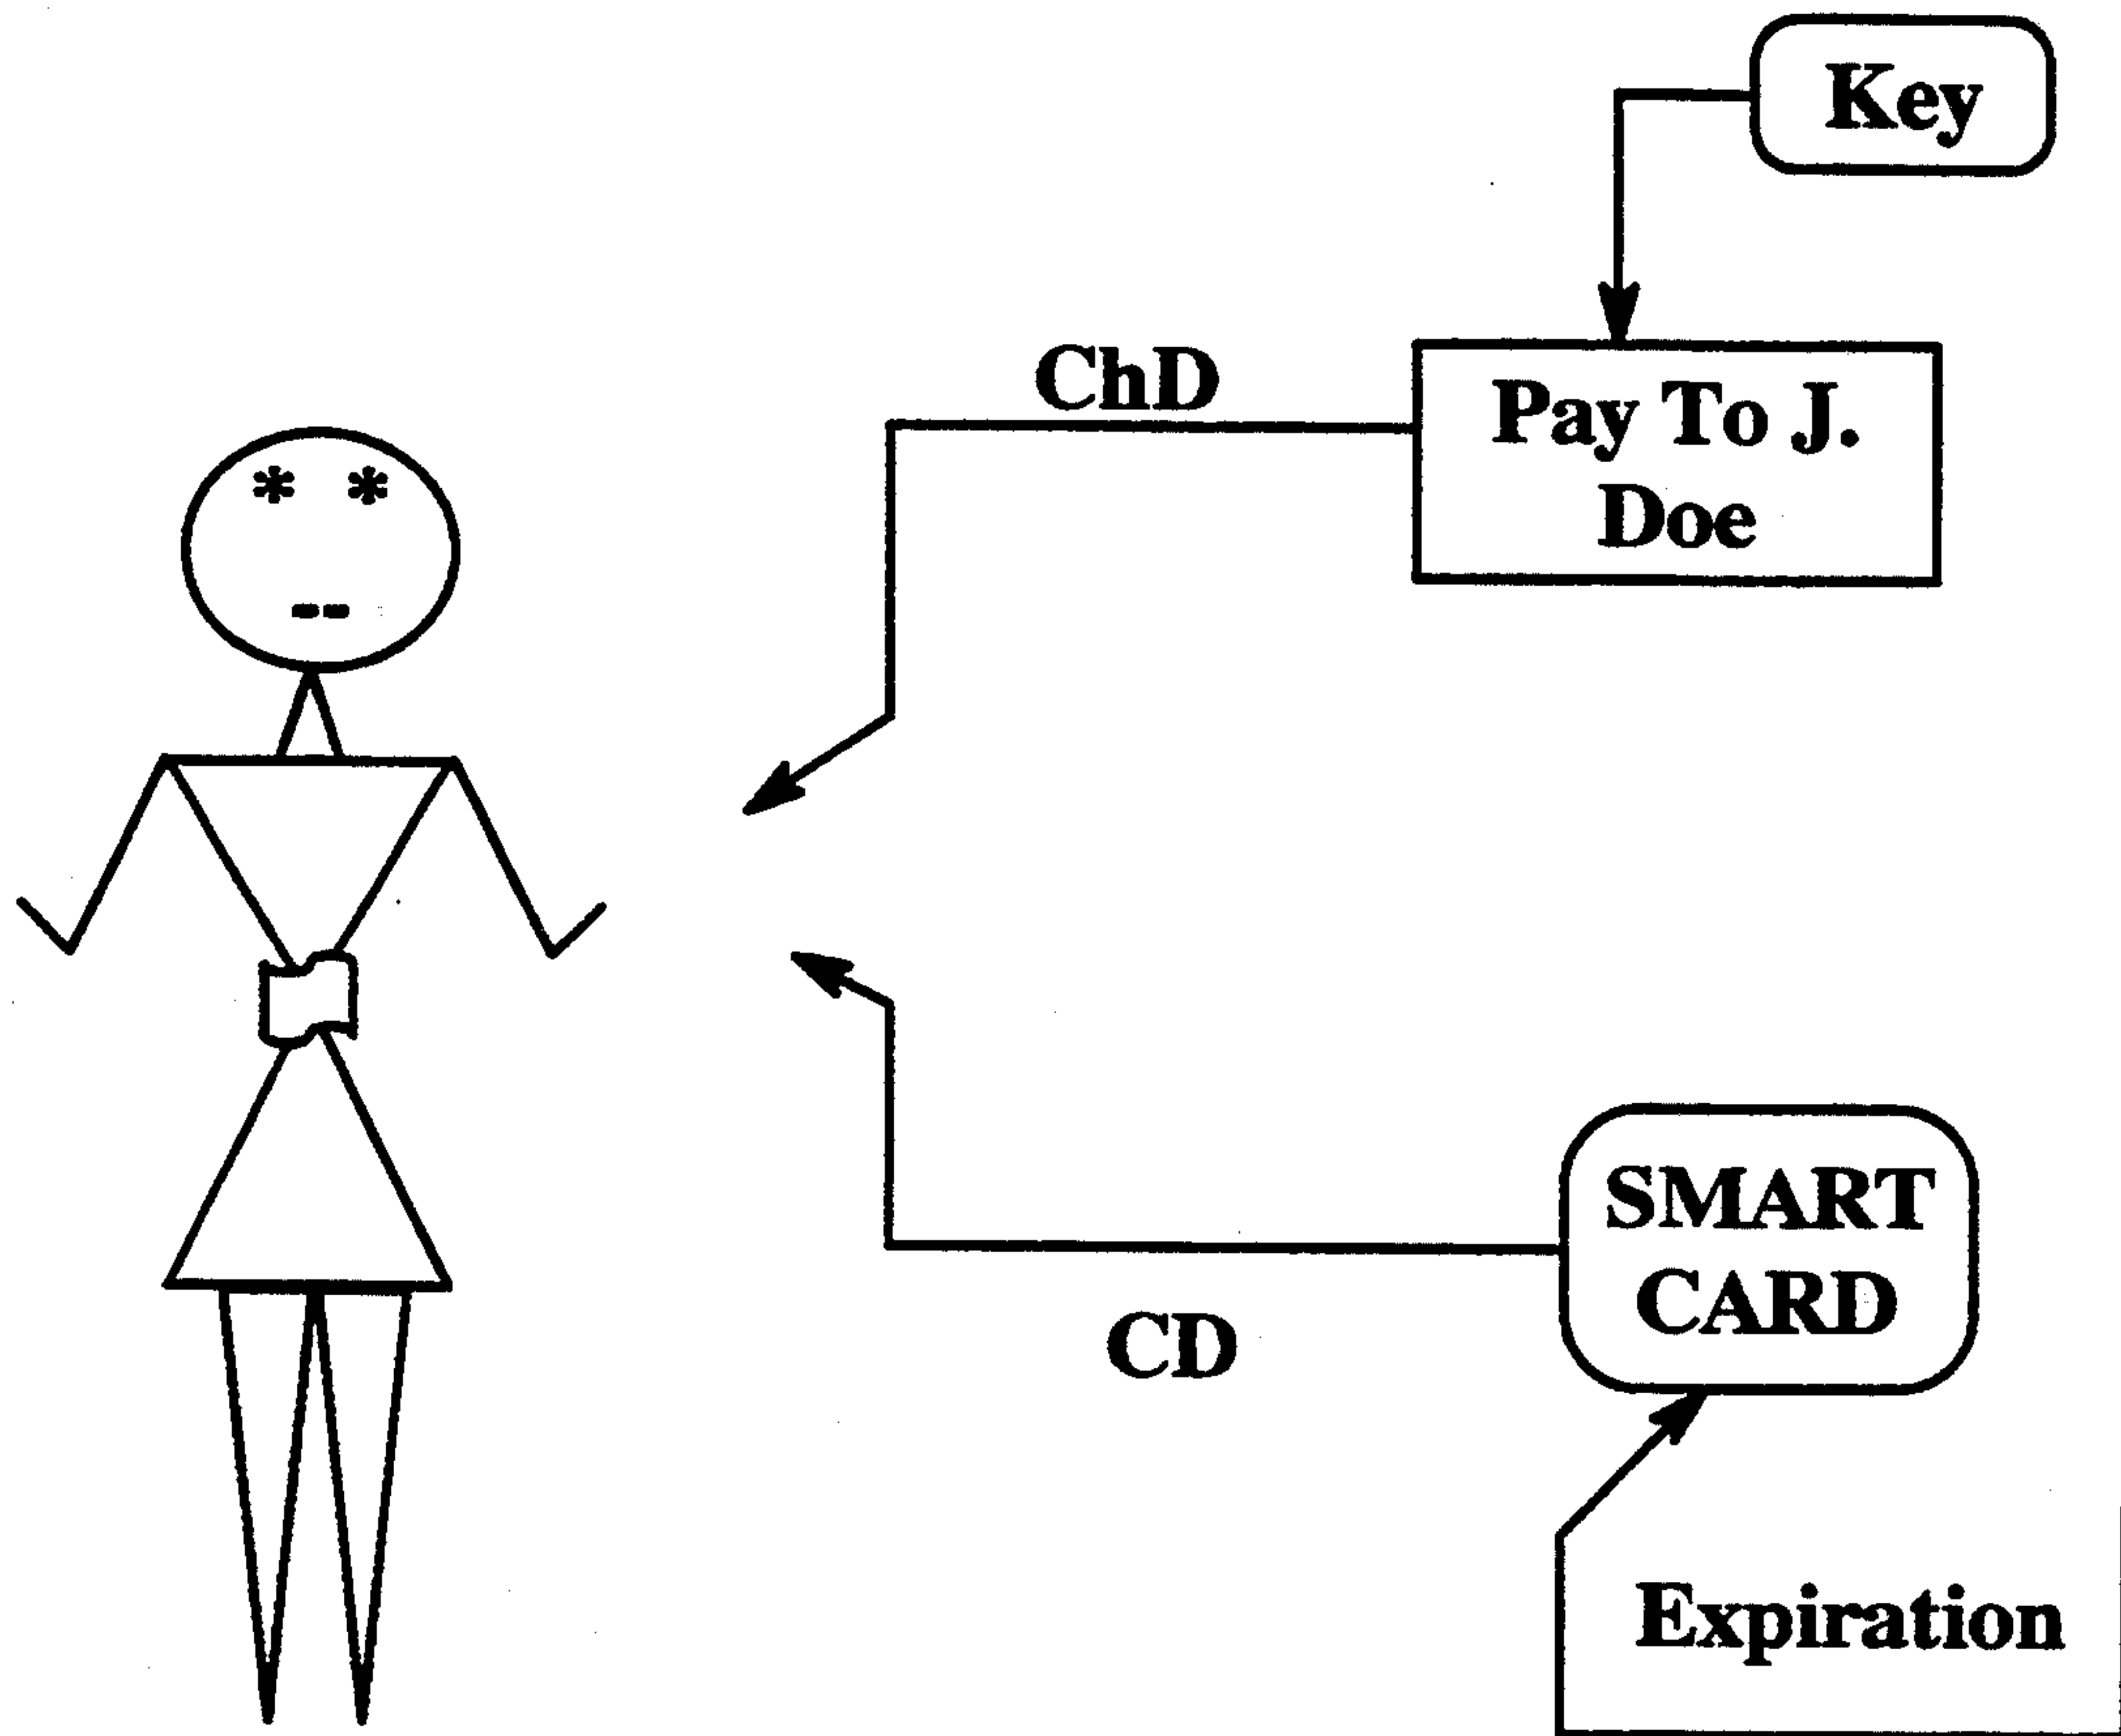 Key
ChD
Pay To J.
Doe
* *
--
SMART
CARD
CD
Expiration